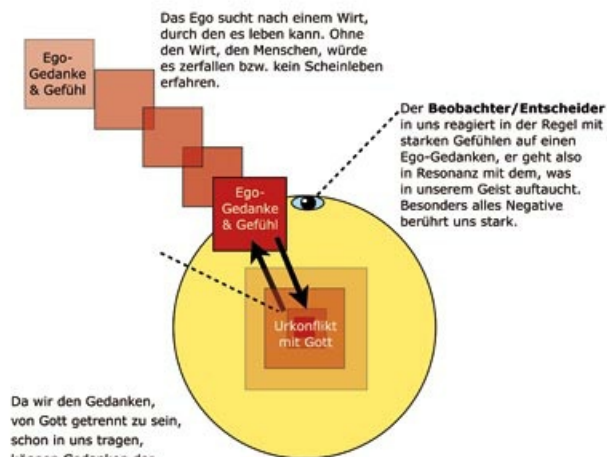 Das Ego sucht nach einem Wirt,
durch den es leben kann. Ohne
den Wirt, den Menschen, würde
es zerfallen bzw. kein Scheinleben
erfahren.
Ego-
Gedanke
& Gefühl
Der Beobachter/Entscheider
in uns reagiert in der Regel mit
starken Gefühlen auf einen
Ego-Gedanken, er geht also
in Resonanz mit dem, was
in unserem Geist auftaucht.
Besonders alles Negative
berührt uns stark.
Ego-
Gedanke
& Gefühl
Urkonflikt
mit Gott
Da wir den Gedanken,
von Gott getrennt zu sein,
schon in uns tragen,
können Gedanken der